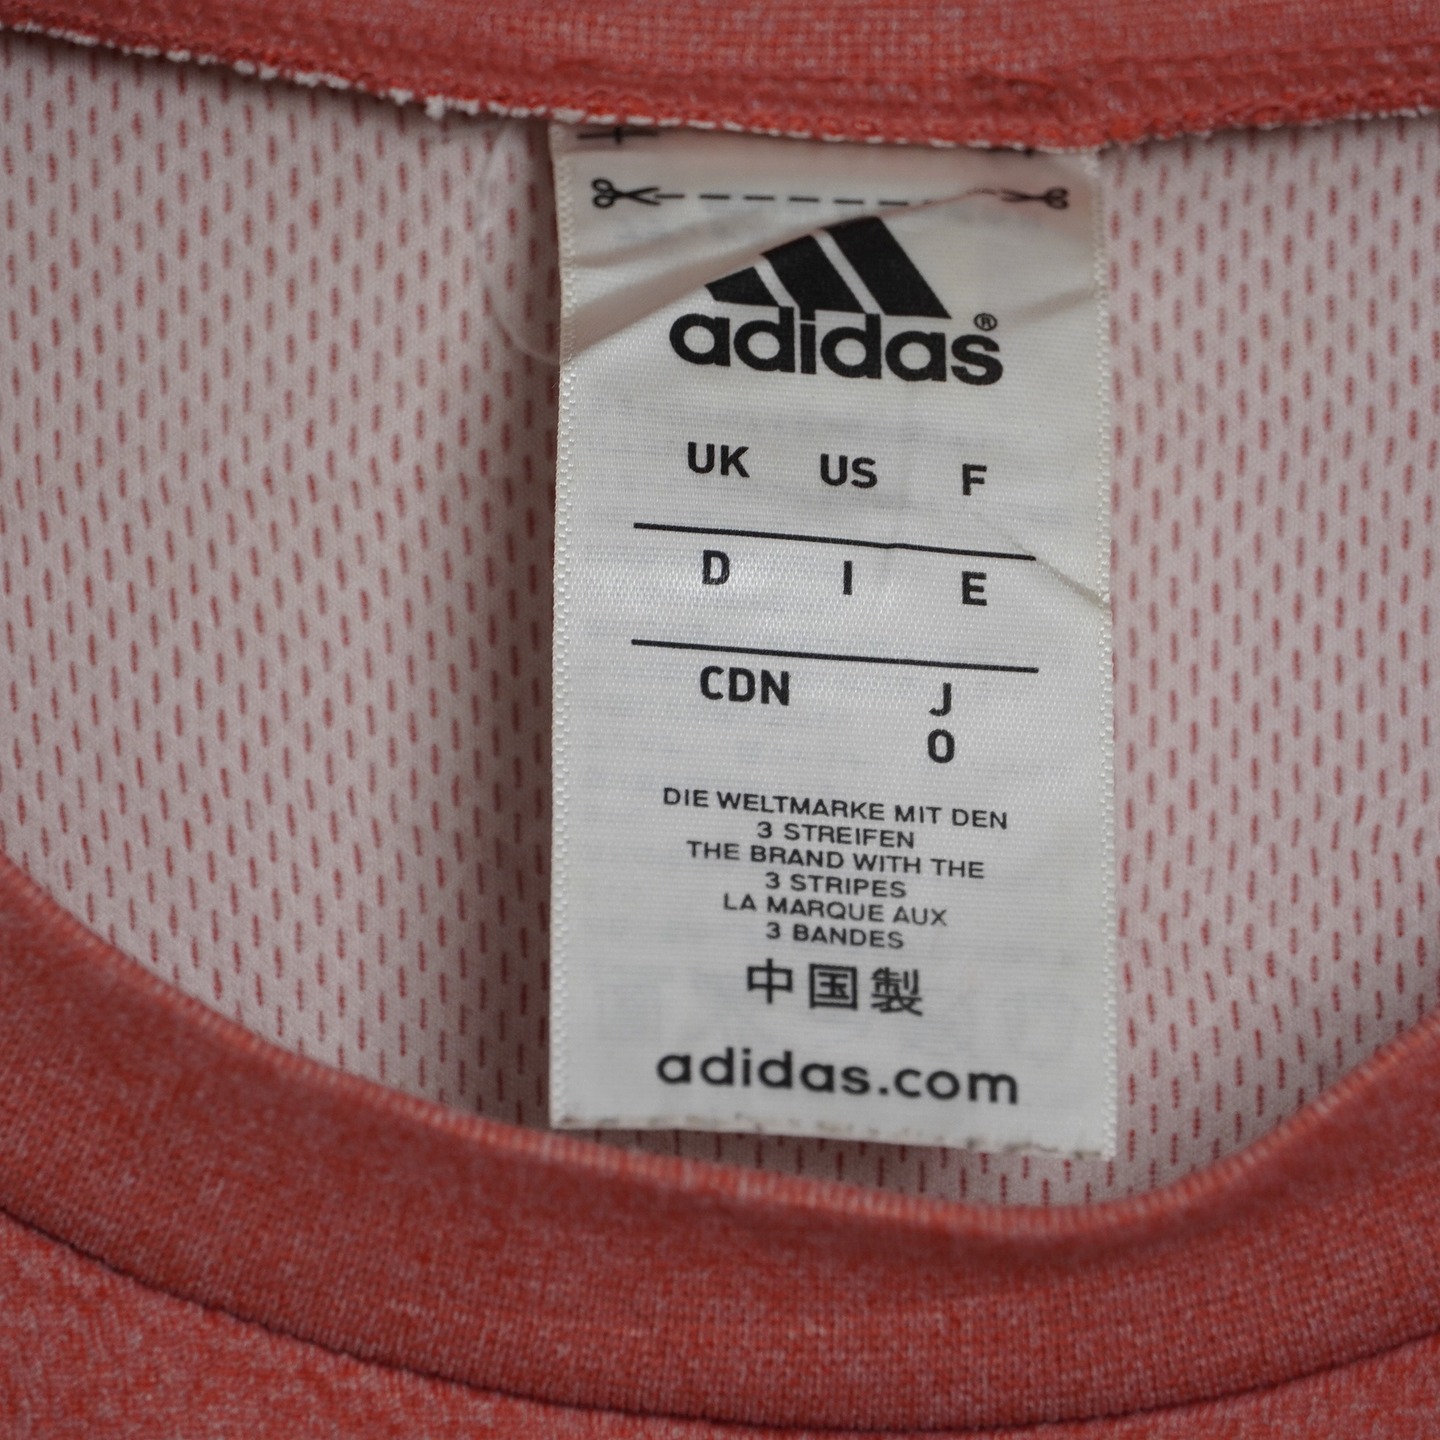 adidas®
UK US F
D I E
CDN J
O
DIE WELTMARKE MIT DEN
3 STREIFEN
THE BRAND WITH THE
3 STRIPES
LA MARQUE AUX
3 BANDES
中国製
adidas.com